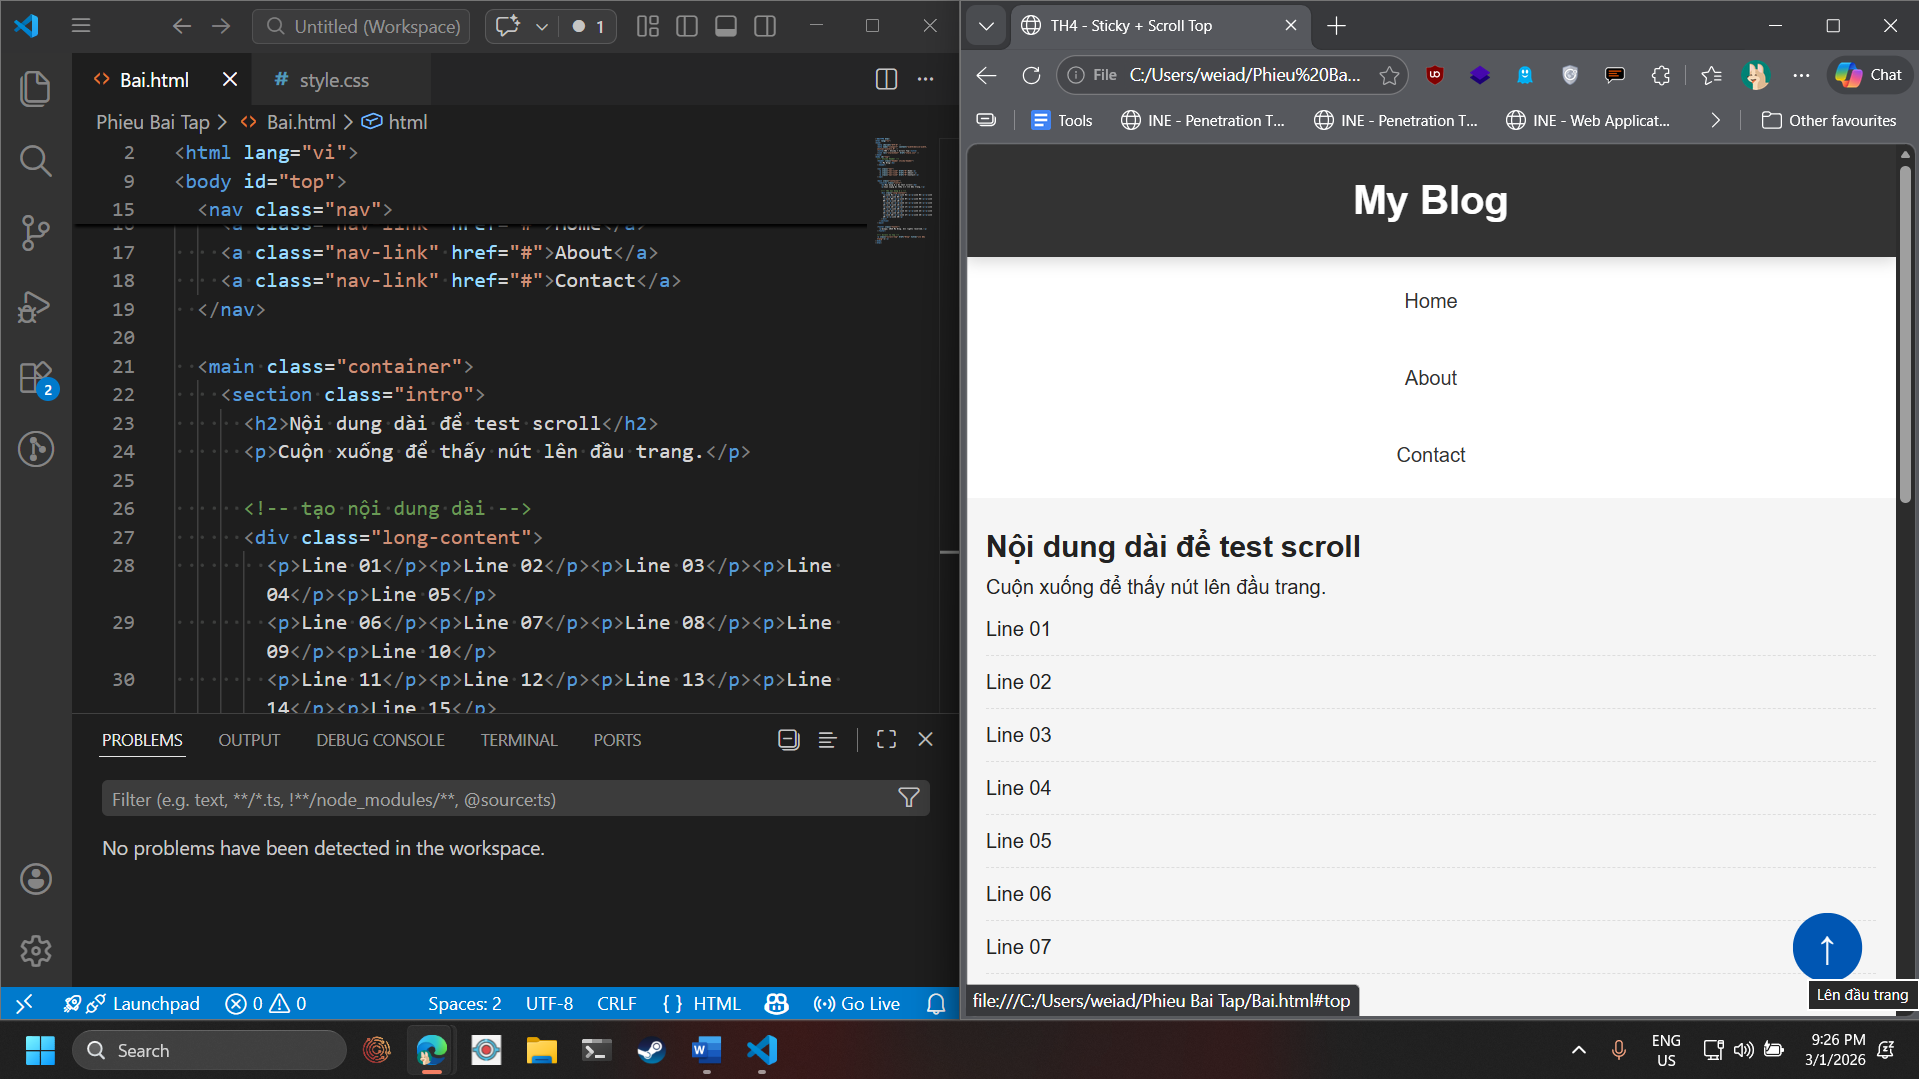 Untitled (Workspace)
1
Bai.html
style.css
Phieu Bai Tap > Bai.html > html
2 <html lang="vi">
9 <body id="top">
15 <nav class="nav">
17 <a class="nav-link" href="#">About</a>
18 <a class="nav-link" href="#">Contact</a>
19 </nav>
20
21 <main class="container">
22 <section class="intro">
23 <h2>Nội dung dài để test scroll</h2>
24 <p>Cuộn xuống để thấy nút lên đầu trang.</p>
25
26 <!-- tạo nội dung dài -->
27 <div class="long-content">
28 <p>Line 01</p><p>Line 02</p><p>Line 03</p><p>Line
04</p><p>Line 05</p>
29 <p>Line 06</p><p>Line 07</p><p>Line 08</p><p>Line
09</p><p>Line 10</p>
30 <p>Line 11</p><p>Line 12</p><p>Line 13</p><p>Line
14</p><p>Line 15</p>
2
PROBLEMS OUTPUT DEBUG CONSOLE TERMINAL PORTS
Filter (e.g. text, **/*.ts, !**/node_modules/**, @source:ts)
No problems have been detected in the workspace.
Launchpad 0 0 Spaces: 2 UTF-8 CRLF { } HTML Go Live
TH4 - Sticky + Scroll Top
File C:/Users/weiad/Phieu%20Ba...
Chat
Tools INE - Penetration T... INE - Penetration T... INE - Web Applicat... Other favourites
My Blog
Home
About
Contact
Nội dung dài để test scroll
Cuộn xuống để thấy nút lên đầu trang.
Line 01
Line 02
Line 03
Line 04
Line 05
Line 06
Line 07
↑
Lên đầu trang
file:///C:/Users/weiad/Phieu Bai Tap/Bai.html#top
Search
ENG
US
9:26 PM
3/1/2026